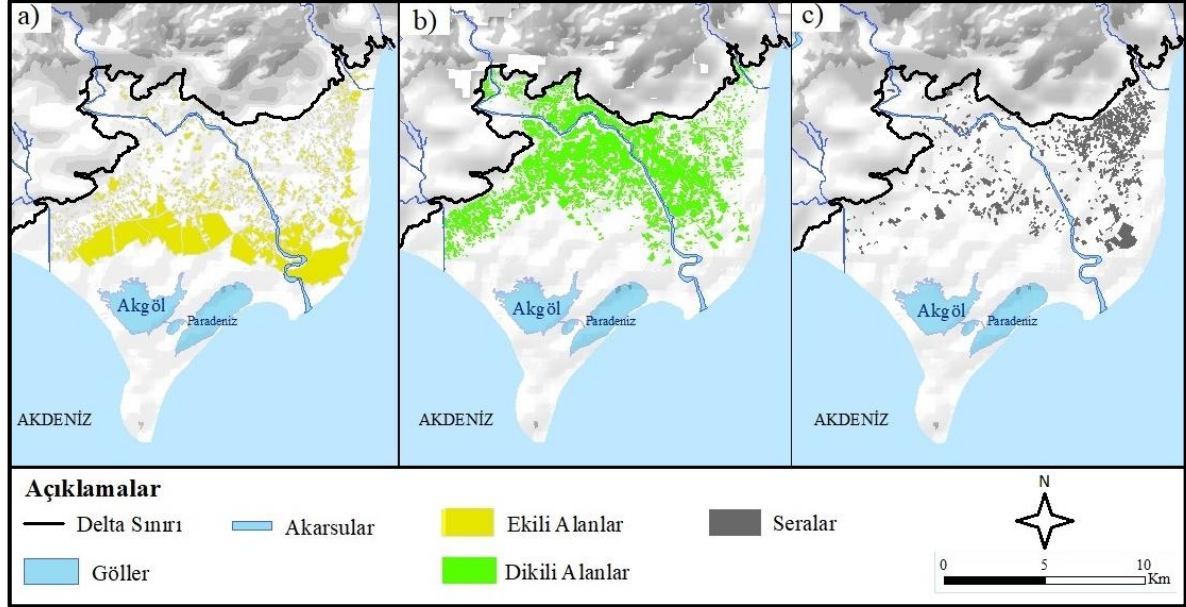 a)
Akgöl
Paradeniz
AKDENİZ
b)
Akgöl
Paradeniz
AKDENİZ
c)
Akgöl
Paradeniz
AKDENİZ
Açıklamalar
Delta Sınırı
Akarsular
Ekili Alanlar
Seralar
Göller
Dikili Alanlar
N
0 5 10
Km